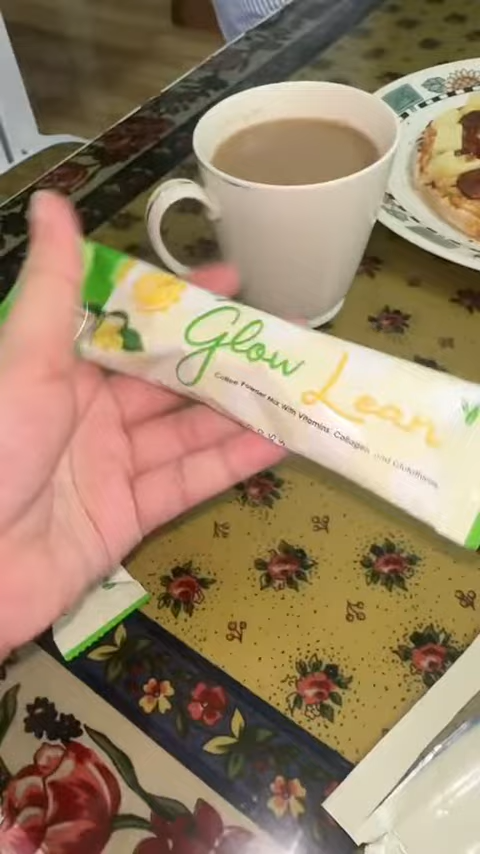 Glow Lean
Coffee Powder Mix With Vitamins, Collagen, and Glutathione